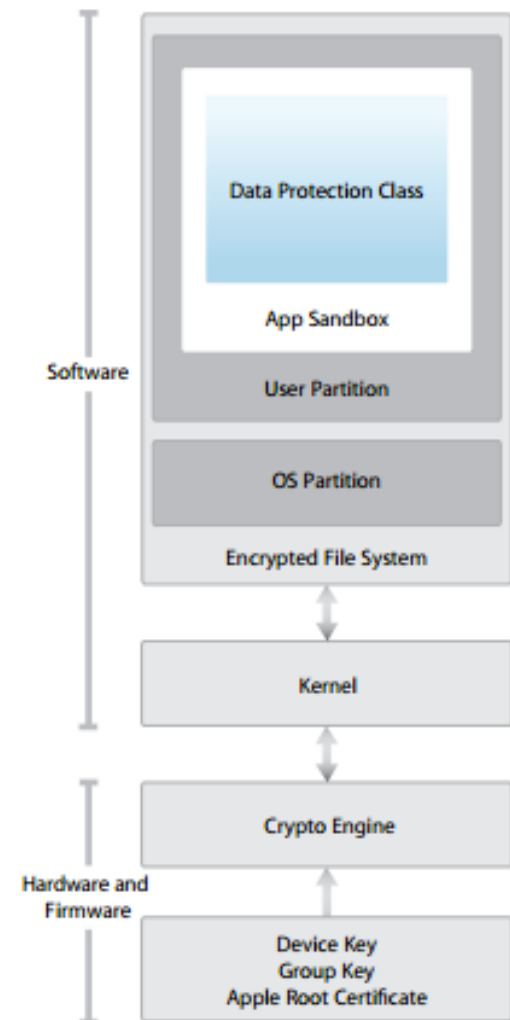 Data Protection Class
App Sandbox
User Partition
OS Partition
Encrypted File System
Software
Kernel
Crypto Engine
Hardware and
Firmware
Device Key
Group Key
Apple Root Certificate